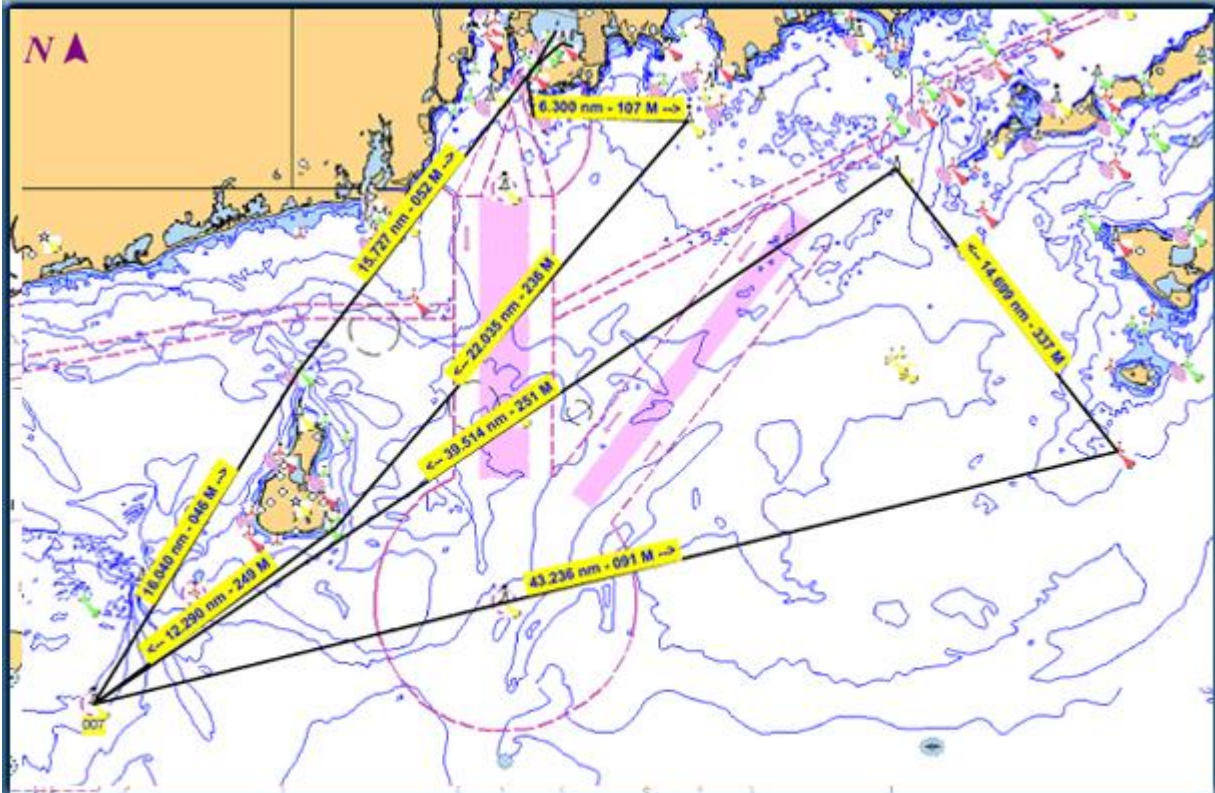 N
6.300 nm - 107 M -->
15.727 nm - 052 M -->
<-- 22.035 nm - 236 M
<-- 14.699 nm - 337 M
<-- 39.514 nm - 251 M
16.040 nm - 046 M -->
43.236 nm - 091 M -->
<-- 12.290 nm - 249 M
007